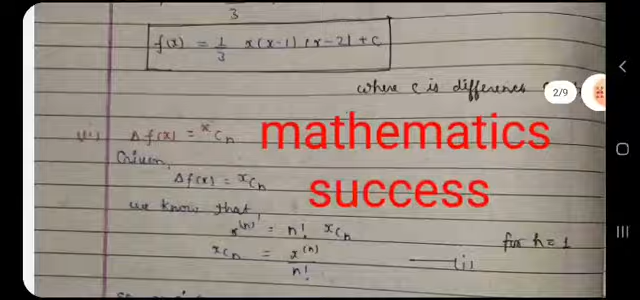 3
f(x) = 1/3 x(x-1)(x-2) + c
where c is difference
2/9
(ii) Δf(x) = ˣCₙ
mathematics
Given
Δf(x) = ˣCₙ
success
we know that
x⁽ⁿ⁾ = n! ˣCₙ
for h = 1
ˣCₙ = x⁽ⁿ⁾/n! —(i)